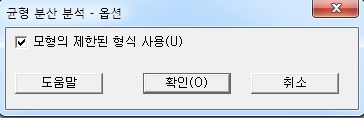 균형 분산 분석 - 옵션
모형의 제한된 형식 사용(U)
도움말 확인(O) 취소